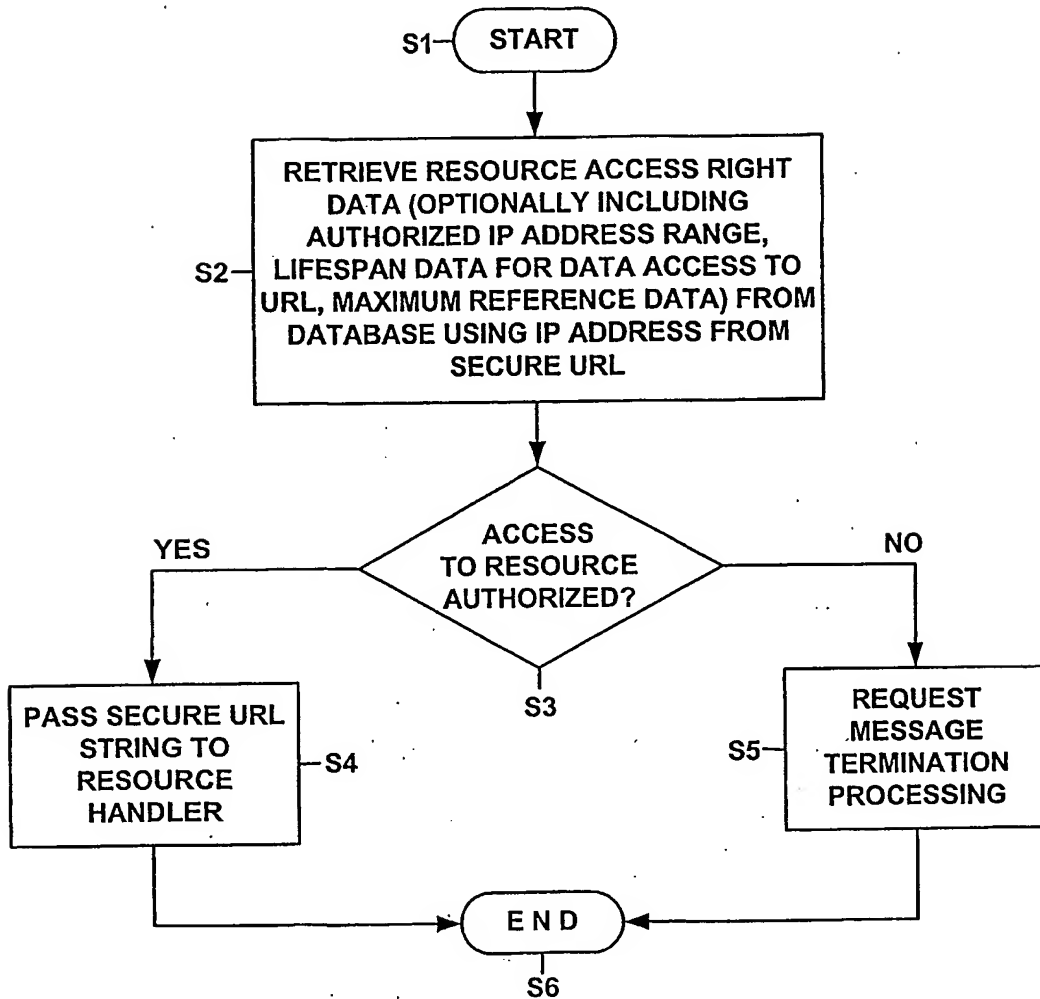 S1
START
RETRIEVE RESOURCE ACCESS RIGHT
DATA (OPTIONALLY INCLUDING
AUTHORIZED IP ADDRESS RANGE,
LIFESPAN DATA FOR DATA ACCESS TO
URL, MAXIMUM REFERENCE DATA) FROM
DATABASE USING IP ADDRESS FROM
SECURE URL
S2
ACCESS
TO RESOURCE
AUTHORIZED?
YES
NO
S3
PASS SECURE URL
STRING TO
RESOURCE
HANDLER
S4
S5
REQUEST
MESSAGE
TERMINATION
PROCESSING
E N D
S6